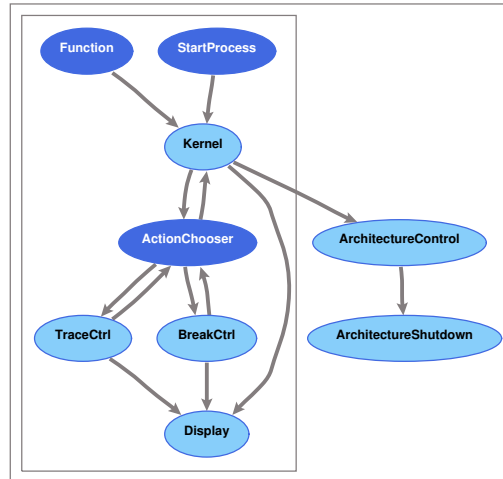 Function
StartProcess
Kernel
ActionChooser
ArchitectureControl
TraceCtrl
BreakCtrl
ArchitectureShutdown
Display